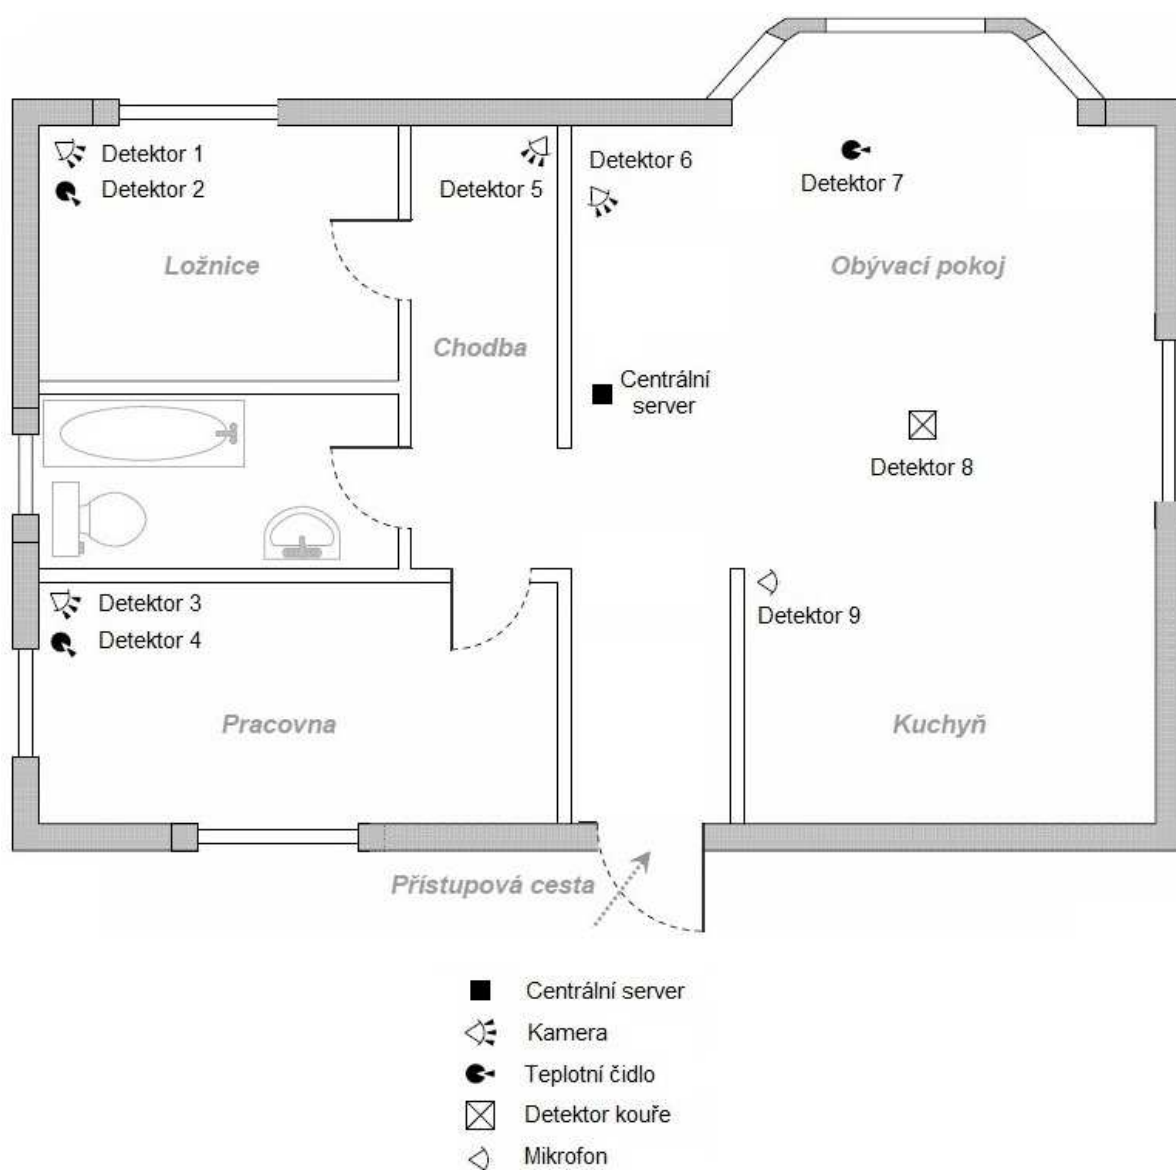 Detektor 1
Detektor 2
Detektor 5
Detektor 6
Detektor 7
Ložnice
Obývací pokoj
Chodba
Centrální
server
Detektor 8
Detektor 3
Detektor 4
Detektor 9
Pracovna
Kuchyň
Přístupová cesta
Centrální server
Kamera
Teplotní čidlo
Detektor kouře
Mikrofon